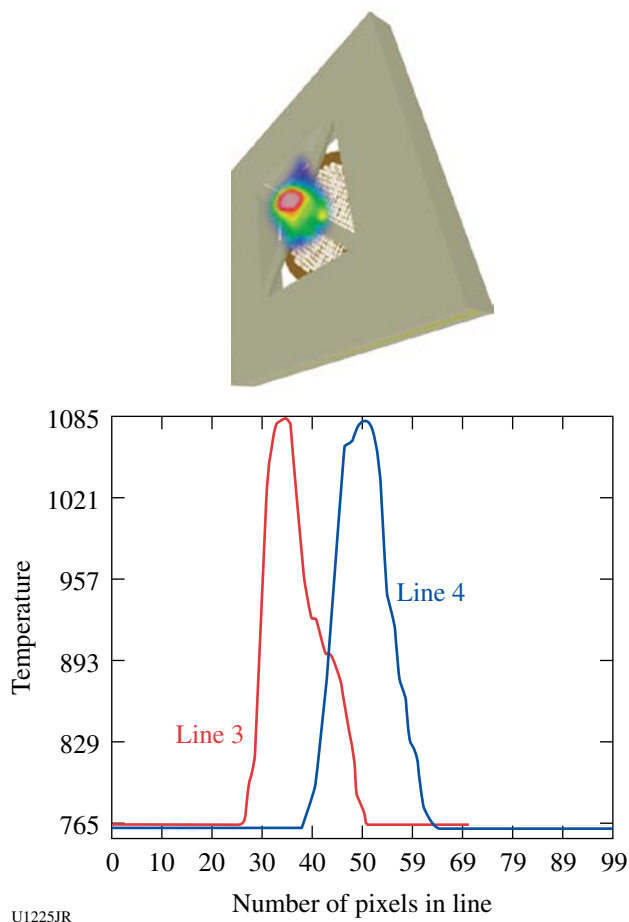 1085
1021
957
893
829
765
Temperature
Line 3
Line 4
0 10 20 30 40 50 59 69 79 89 99
Number of pixels in line
U1225JR